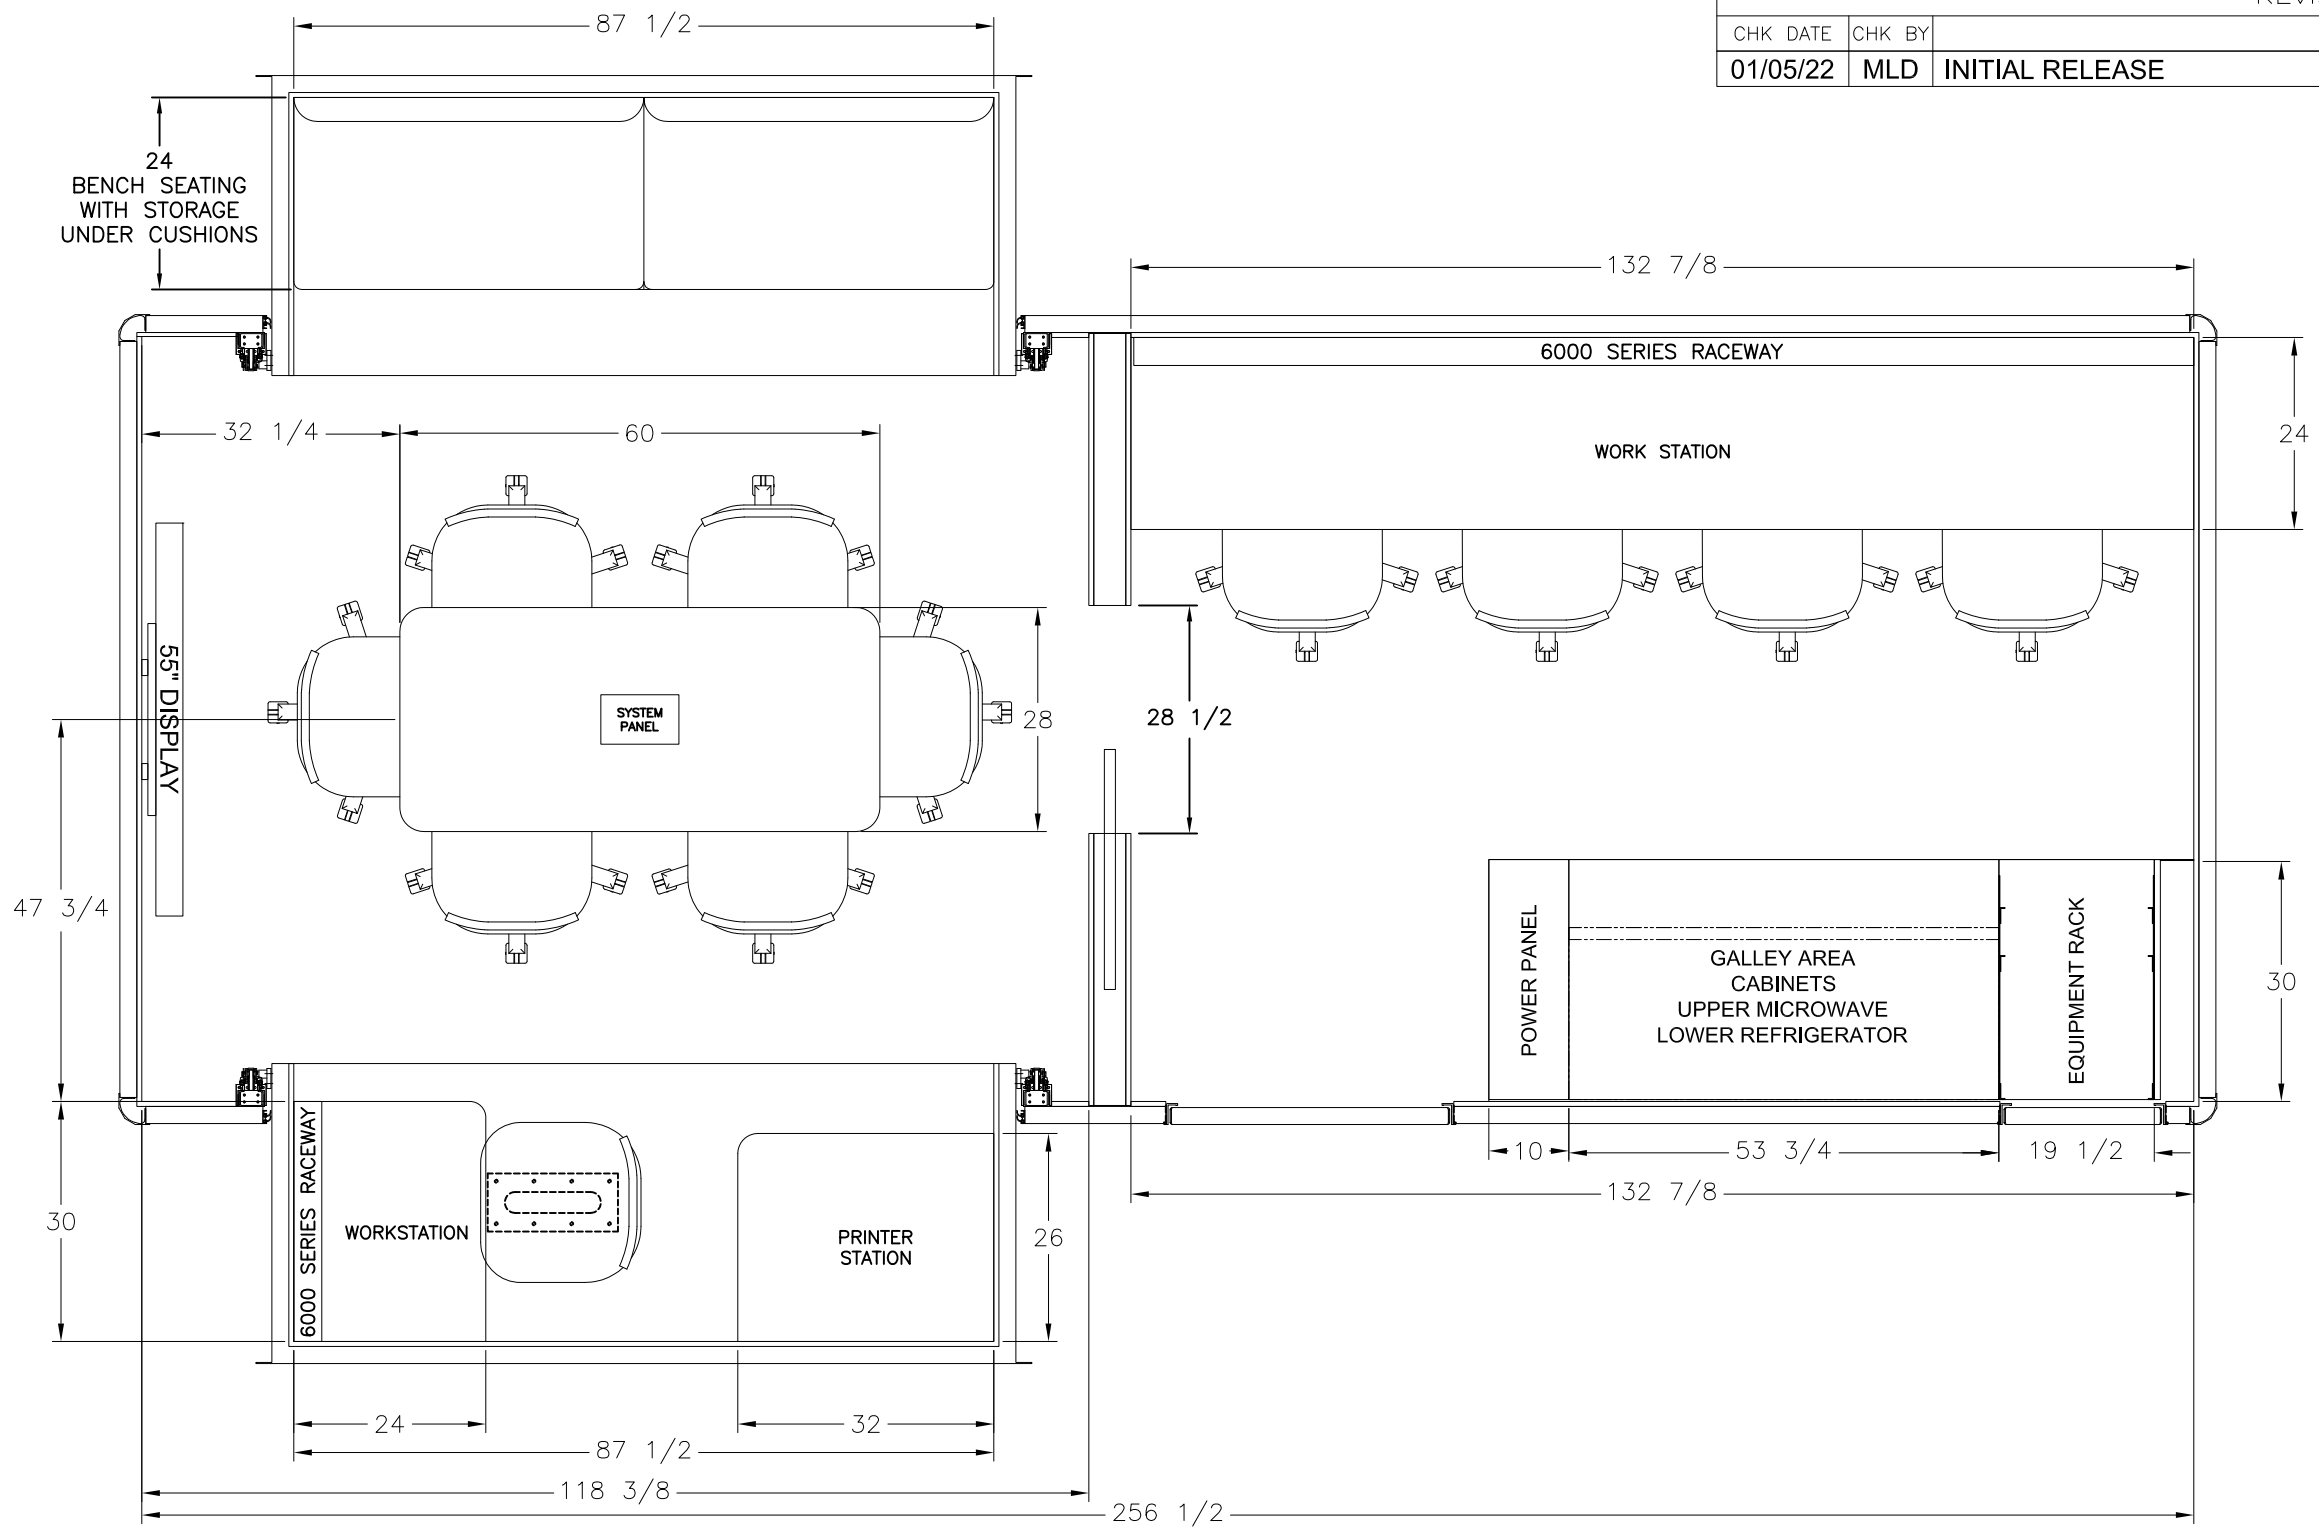 87 1/2
CHK DATE CHK BY
01/05/22 MLD INITIAL RELEASE
24
BENCH SEATING
WITH STORAGE
UNDER CUSHIONS
132 7/8
6000 SERIES RACEWAY
32 1/4
60
WORK STATION
24
55" DISPLAY
SYSTEM
PANEL
28
28 1/2
47 3/4
POWER PANEL
GALLEY AREA
CABINETS
UPPER MICROWAVE
LOWER REFRIGERATOR
EQUIPMENT RACK
30
10
53 3/4
19 1/2
132 7/8
30
6000 SERIES RACEWAY
WORKSTATION
PRINTER
STATION
26
24
32
87 1/2
118 3/8
256 1/2